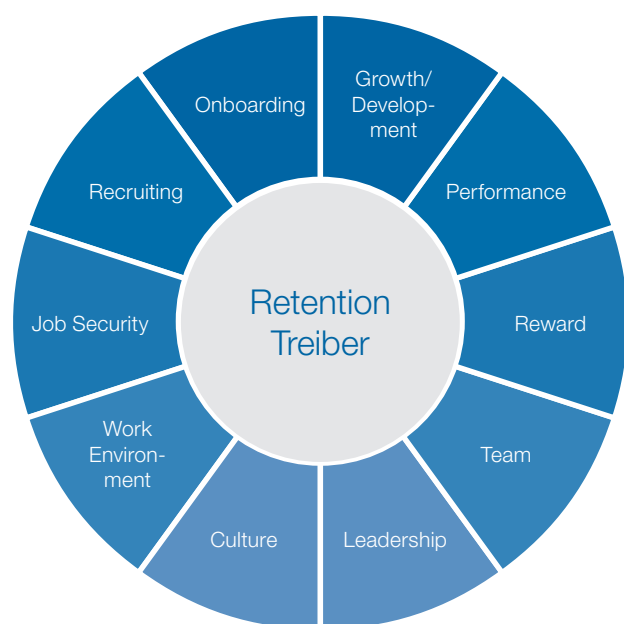 Retention
Treiber
Growth/
Develop-
ment
Performance
Reward
Team
Leadership
Culture
Work
Environ-
ment
Job Security
Recruiting
Onboarding